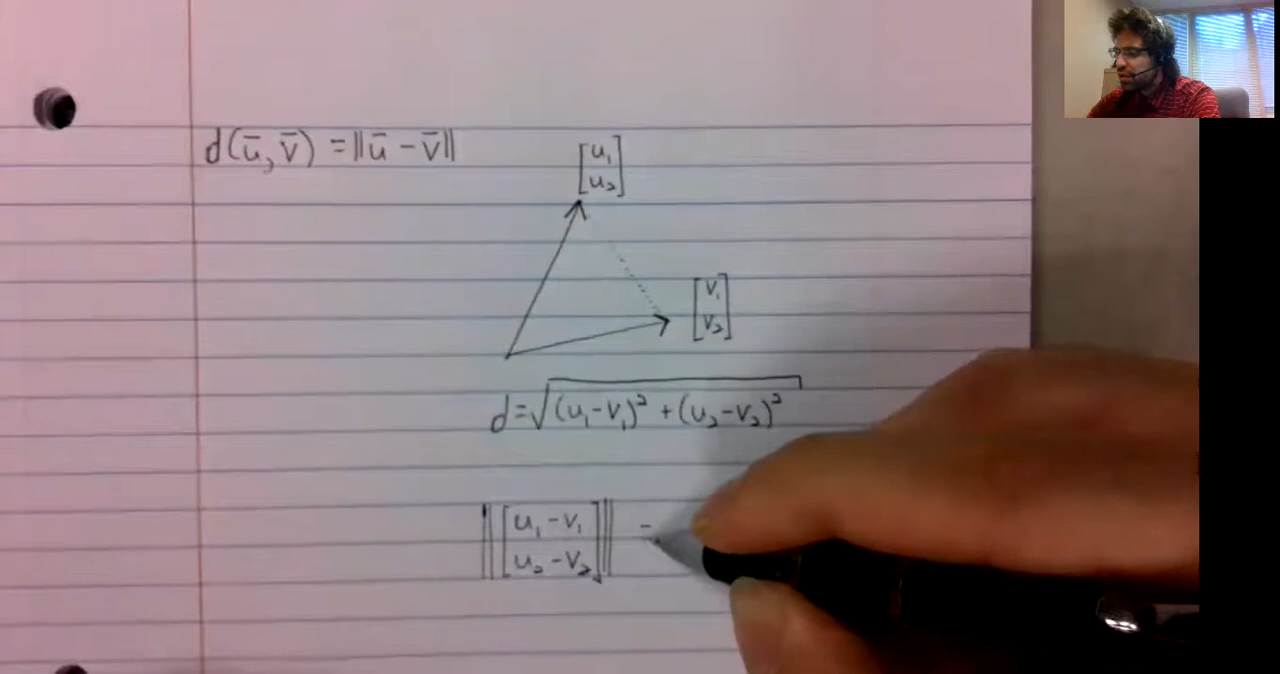 d(ū, v̄) = ||ū - v̄||
[u₁
u₂]
[v₁
v₂]
d = √((u₁-v₁)² + (u₂-v₂)²)
||[u₁ - v₁
u₂ - v₂]|| =